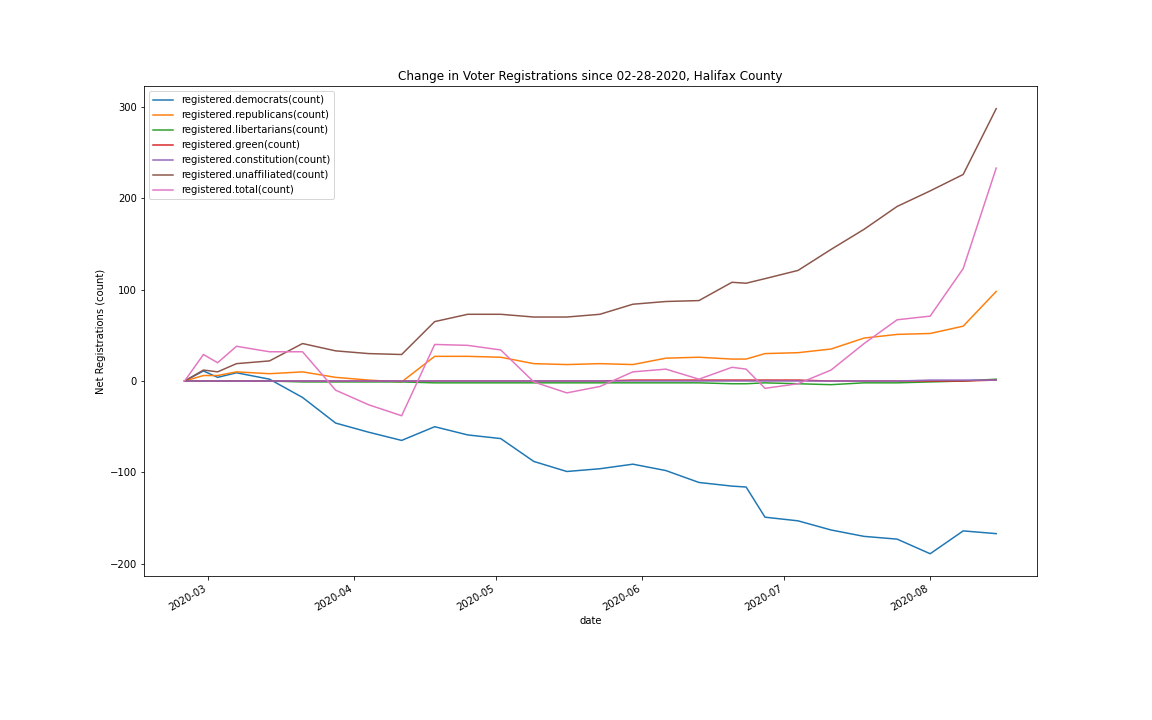 Change in Voter Registrations since 02-28-2020, Halifax County
registered.democrats(count)
registered.republicans(count)
registered.libertarians(count)
registered.green(count)
registered.constitution(count)
registered.unaffiliated(count)
registered.total(count)
Net Registrations (count)
300
200
100
0
−100
−200
2020-03
2020-04
2020-05
2020-06
2020-07
2020-08
date